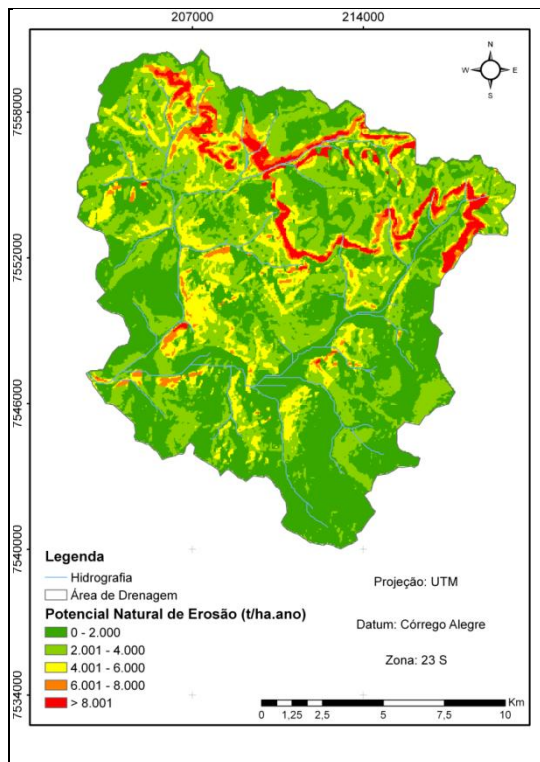 207000 214000
N
W E
S
7558000
7552000
7546000
7540000
7534000
Legenda
Hidrografia
Área de Drenagem
Potencial Natural de Erosão (t/ha.ano)
0 - 2.000
2.001 - 4.000
4.001 - 6.000
6.001 - 8.000
> 8.001
Projeção: UTM
Datum: Córrego Alegre
Zona: 23 S
Km
0 1,25 2,5 5 7,5 10